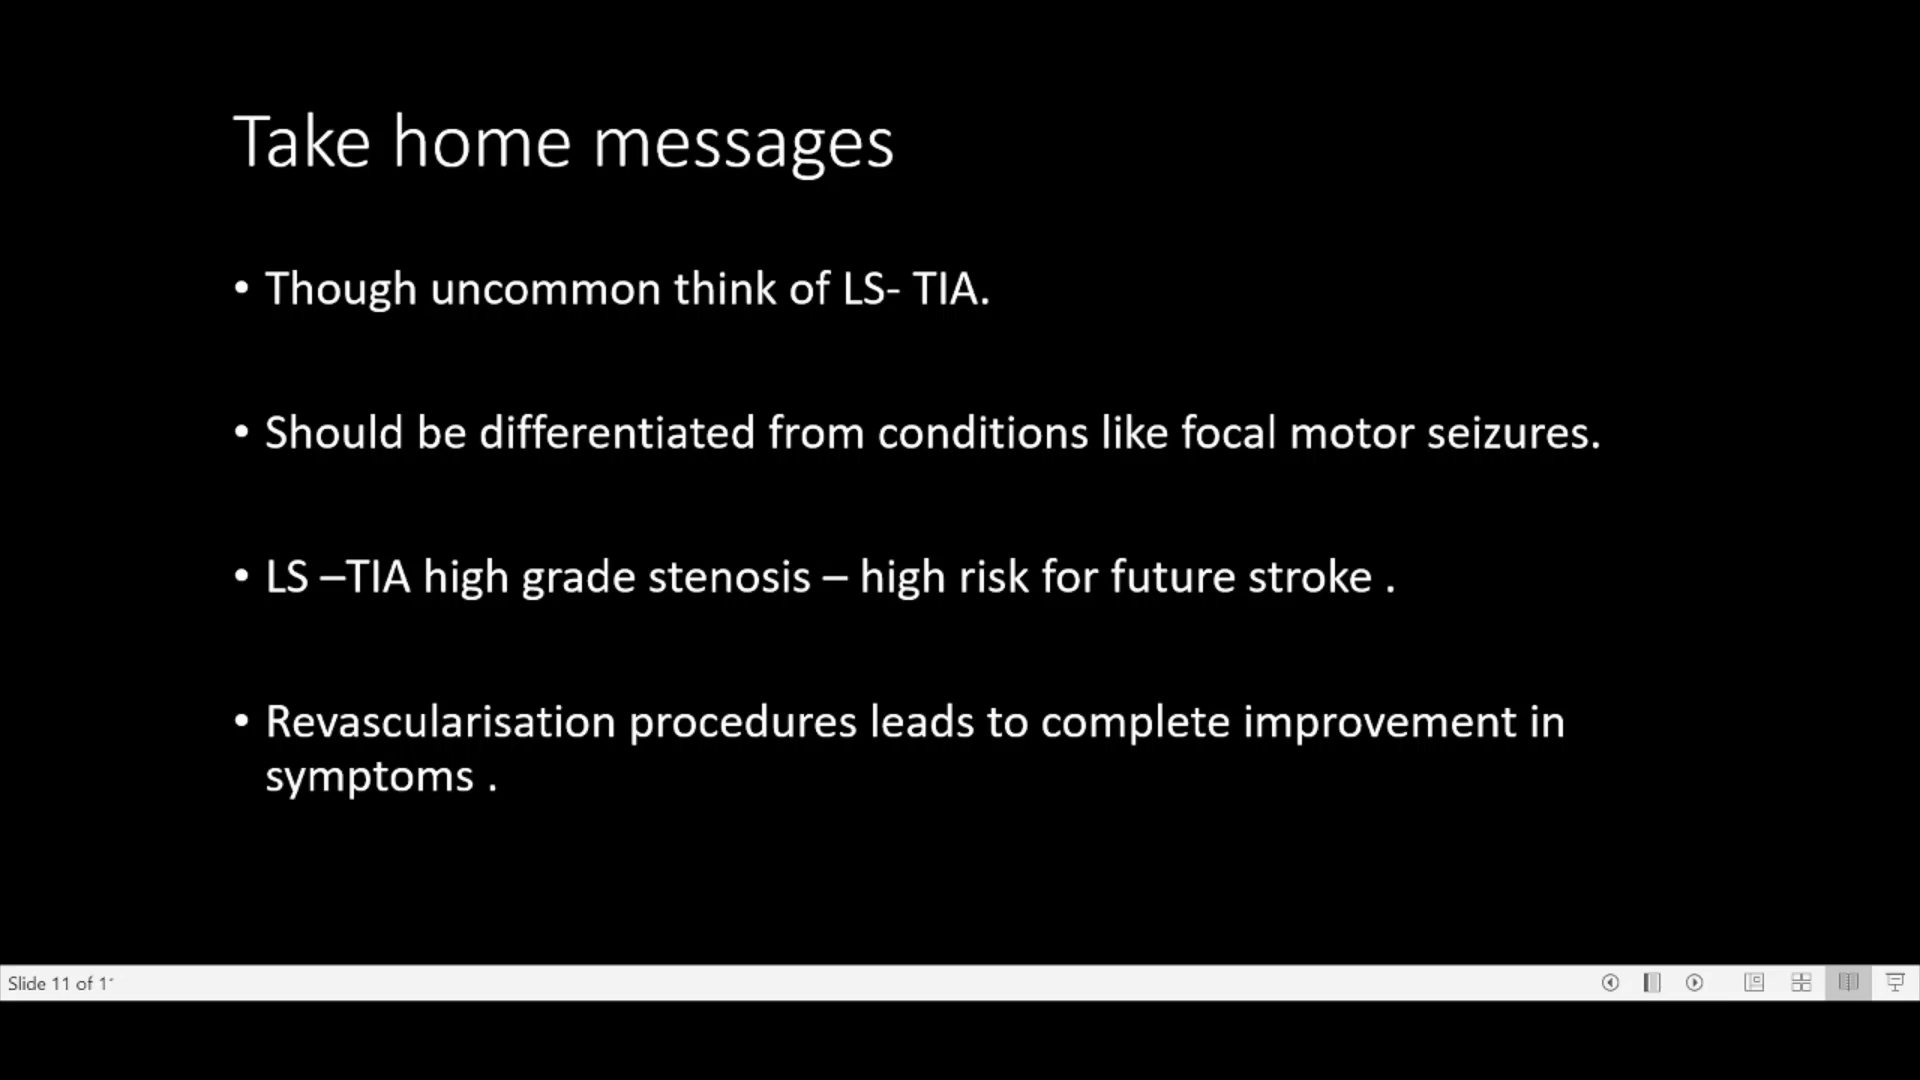 Take home messages
• Though uncommon think of LS- TIA.
• Should be differentiated from conditions like focal motor seizures.
• LS –TIA high grade stenosis – high risk for future stroke .
• Revascularisation procedures leads to complete improvement in
symptoms .
Slide 11 of